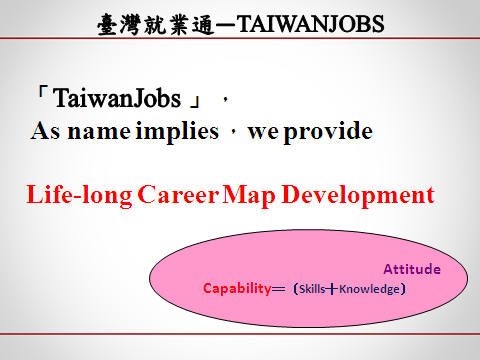 臺灣就業通—TAIWANJOBS
「TaiwanJobs 」，
As name implies，we provide
Life-long Career Map Development
Attitude
Capability＝〔Skills＋Knowledge〕